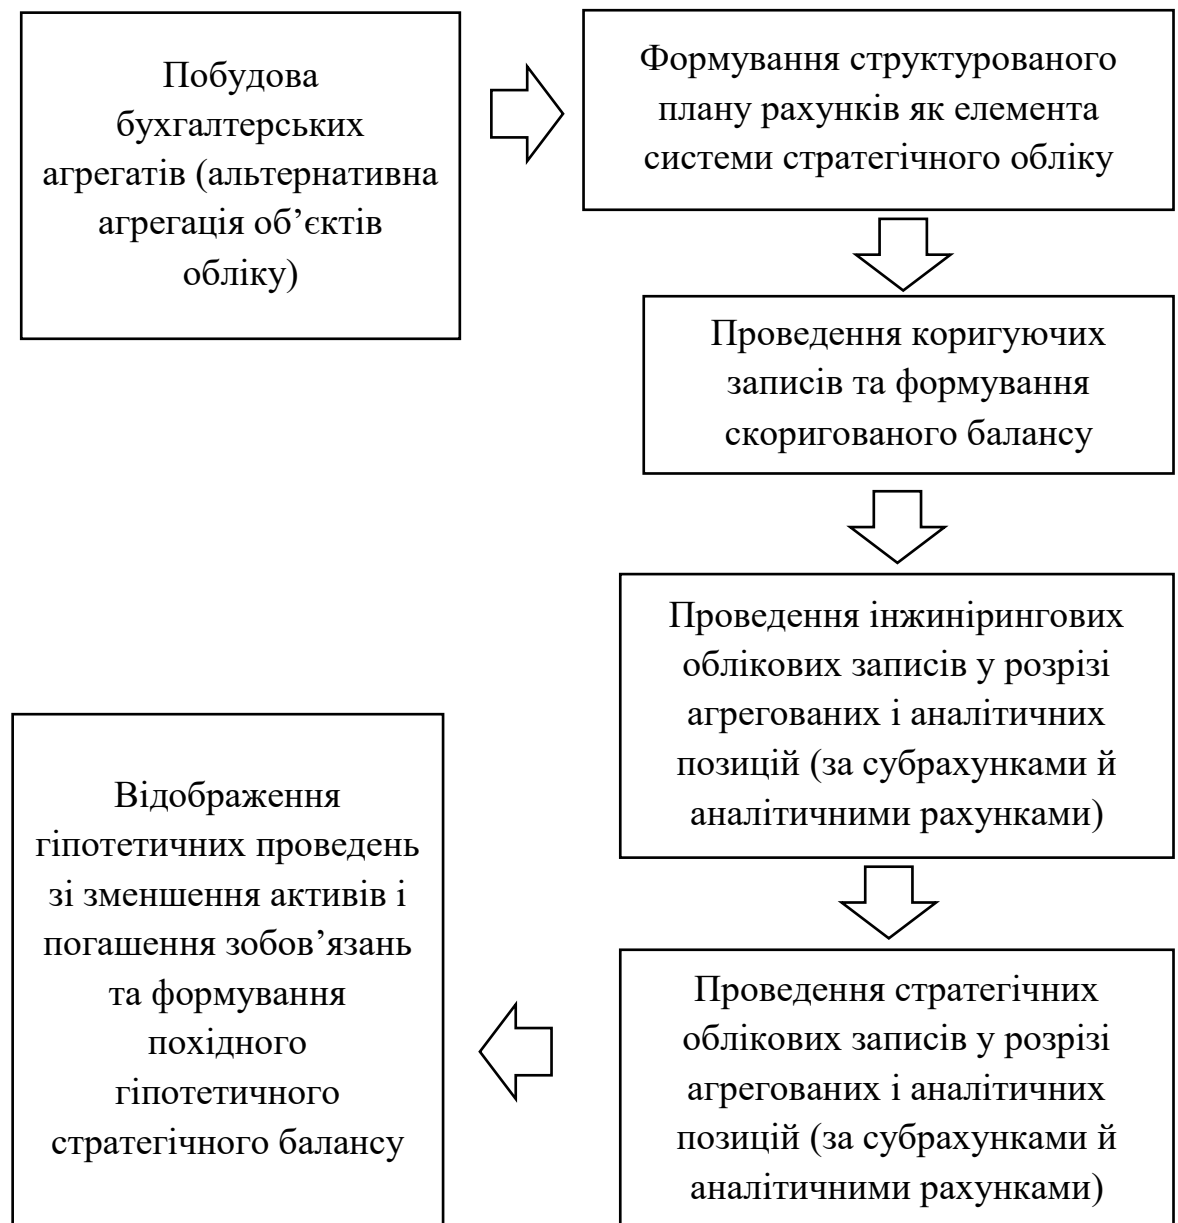 Побудова
бухгалтерських
агрегатів (альтернативна
агрегація об’єктів
обліку)
Формування структурованого
плану рахунків як елемента
системи стратегічного обліку
Проведення коригуючих
записів та формування
скоригованого балансу
Проведення інжинірингових
облікових записів у розрізі
агрегованих і аналітичних
позицій (за субрахунками й
аналітичними рахунками)
Проведення стратегічних
облікових записів у розрізі
агрегованих і аналітичних
позицій (за субрахунками й
аналітичними рахунками)
Відображення
гіпотетичних проведень
зі зменшення активів і
погашення зобов’язань
та формування
похідного
гіпотетичного
стратегічного балансу